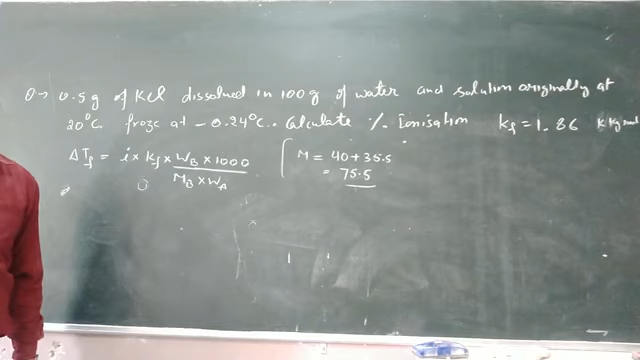 Q→ 0.5g of KCl dissolved in 100g of water and solution originally at
20°C froze at -0.24°C. Calculate % Ionisation Kf = 1.86 K Kg mol
ΔTf = i × Kf × WB × 1000
MB × WA
M = 40 + 35.5
= 75.5